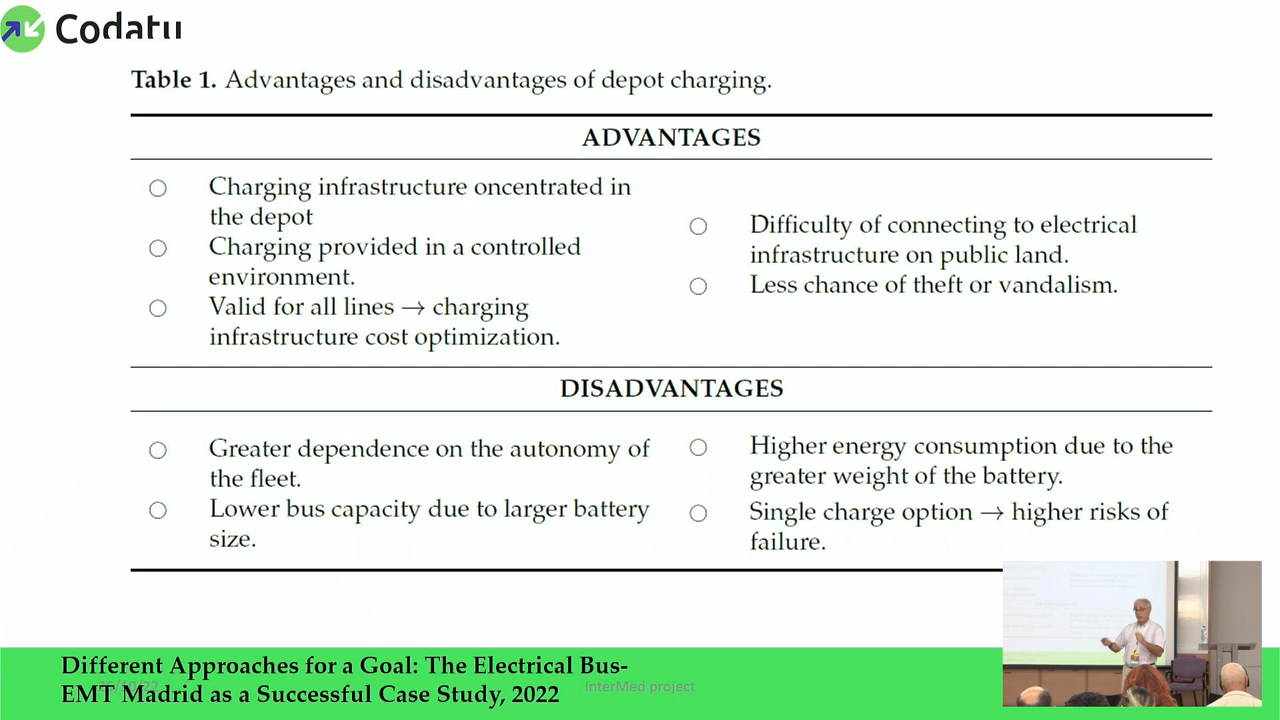 Codatu
Table 1. Advantages and disadvantages of depot charging.
ADVANTAGES
Charging infrastructure oncentrated in
the depot
Charging provided in a controlled
environment.
Valid for all lines → charging
infrastructure cost optimization.
Difficulty of connecting to electrical
infrastructure on public land.
Less chance of theft or vandalism.
DISADVANTAGES
Greater dependence on the autonomy of
the fleet.
Lower bus capacity due to larger battery
size.
Higher energy consumption due to the
greater weight of the battery.
Single charge option → higher risks of
failure.
Different Approaches for a Goal: The Electrical Bus-
EMT Madrid as a Successful Case Study, 2022
InterMed project